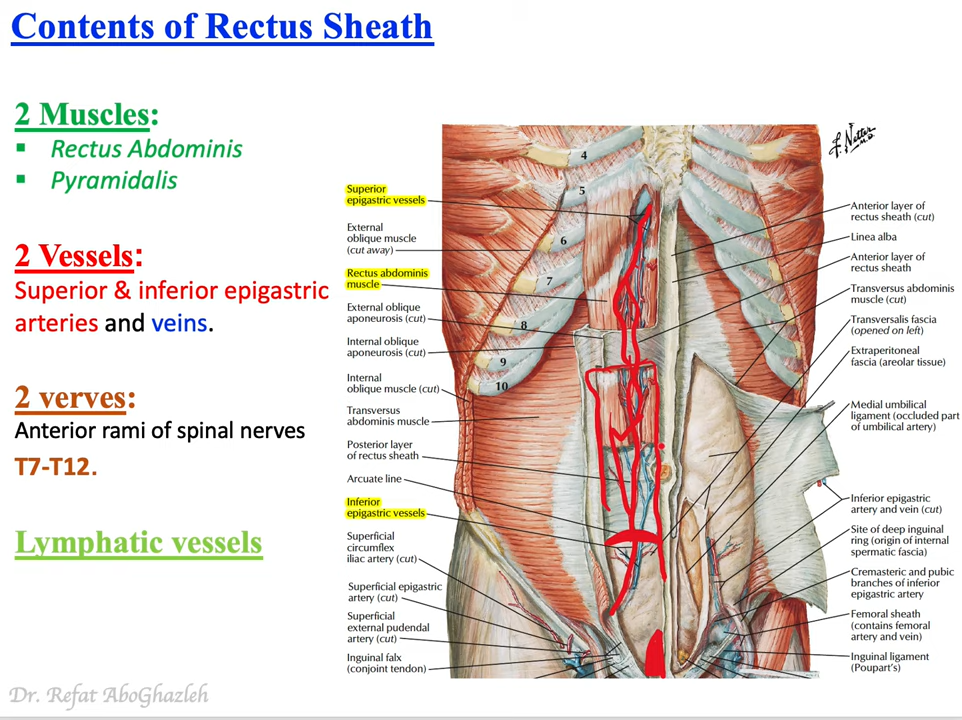 Contents of Rectus Sheath
2 Muscles:
▪ Rectus Abdominis
▪ Pyramidalis
2 Vessels:
Superior & inferior epigastric
arteries and veins.
2 verves:
Anterior rami of spinal nerves
T7-T12.
Lymphatic vessels
Dr. Refat AboGhazleh
Superior
epigastric vessels
External
oblique muscle
(cut away)
Rectus abdominis
muscle
External oblique
aponeurosis (cut)
Internal oblique
aponeurosis (cut)
Internal
oblique muscle (cut)
Transversus
abdominis muscle
Posterior layer
of rectus sheath
Arcuate line
Inferior
epigastric vessels
Superficial
circumflex
iliac artery (cut)
Superficial epigastric
artery (cut)
Superficial
external pudendal
artery (cut)
Inguinal falx
(conjoint tendon)
4
5
6
7
8
9
10
F. Netter
M.D.
Anterior layer of
rectus sheath (cut)
Linea alba
Anterior layer of
rectus sheath
Transversus abdominis
muscle (cut)
Transversalis fascia
(opened on left)
Extraperitoneal
fascia (areolar tissue)
Medial umbilical
ligament (occluded part
of umbilical artery)
Inferior epigastric
artery and vein (cut)
Site of deep inguinal
ring (origin of internal
spermatic fascia)
Cremasteric and pubic
branches of inferior
epigastric artery
Femoral sheath
(contains femoral
artery and vein)
Inguinal ligament
(Poupart's)